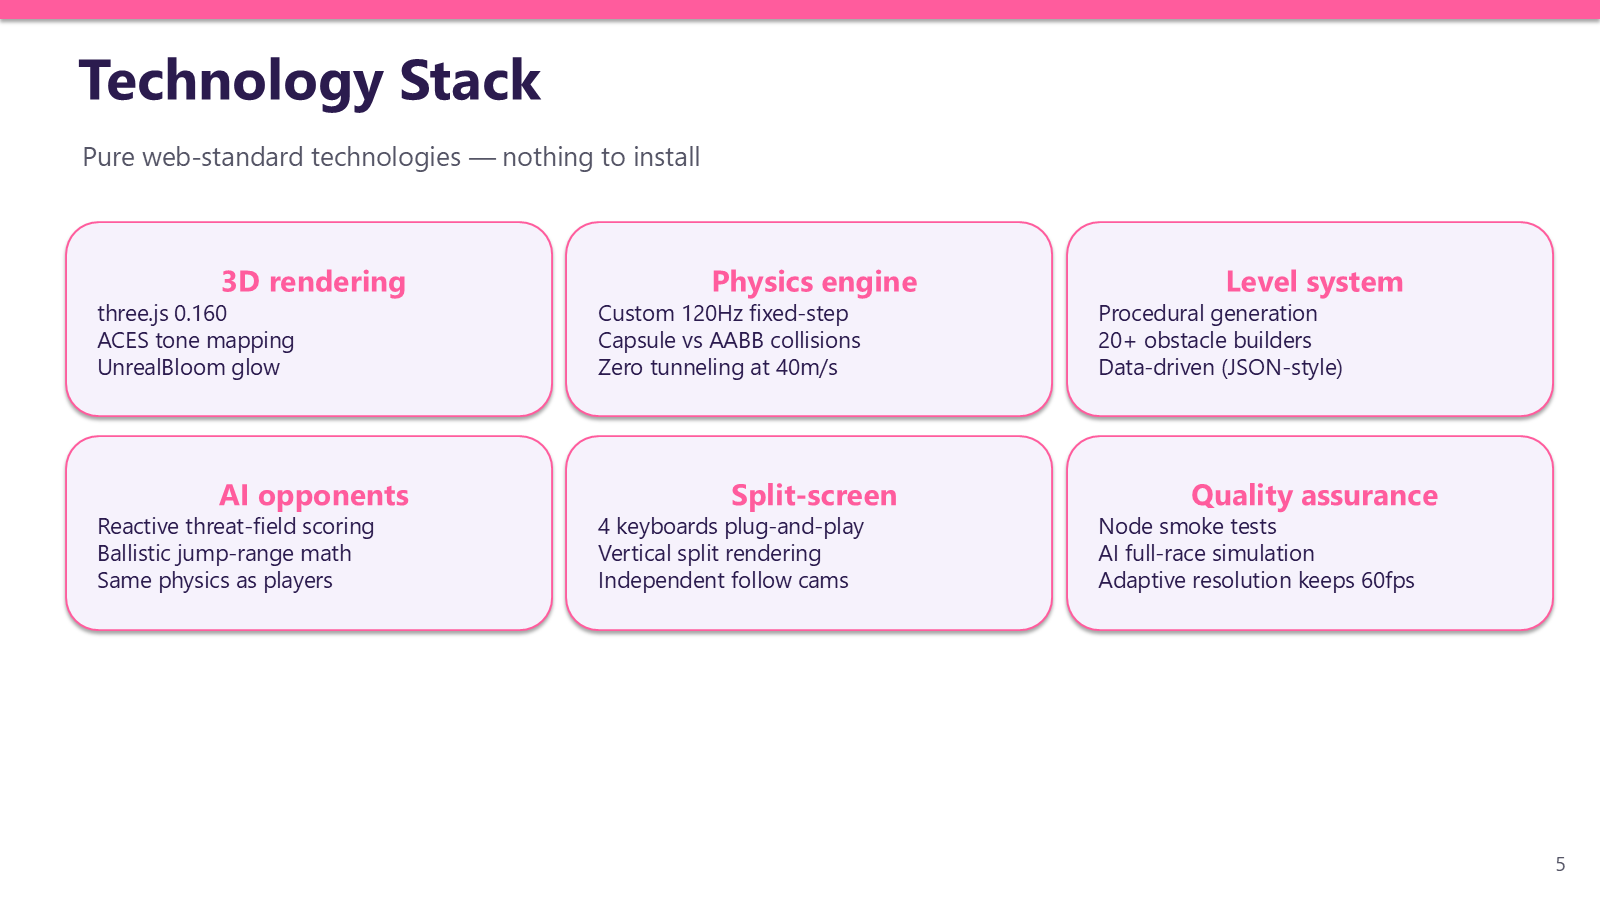 Technology Stack
Pure web-standard technologies — nothing to install
3D rendering
three.js 0.160
ACES tone mapping
UnrealBloom glow
Physics engine
Custom 120Hz fixed-step
Capsule vs AABB collisions
Zero tunneling at 40m/s
Level system
Procedural generation
20+ obstacle builders
Data-driven (JSON-style)
AI opponents
Reactive threat-field scoring
Ballistic jump-range math
Same physics as players
Split-screen
4 keyboards plug-and-play
Vertical split rendering
Independent follow cams
Quality assurance
Node smoke tests
AI full-race simulation
Adaptive resolution keeps 60fps
5